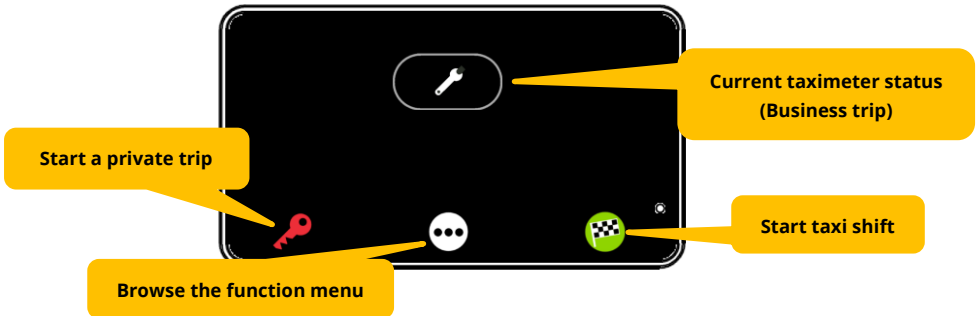 Current taximeter status
(Business trip)
Start a private trip
Start taxi shift
Browse the function menu